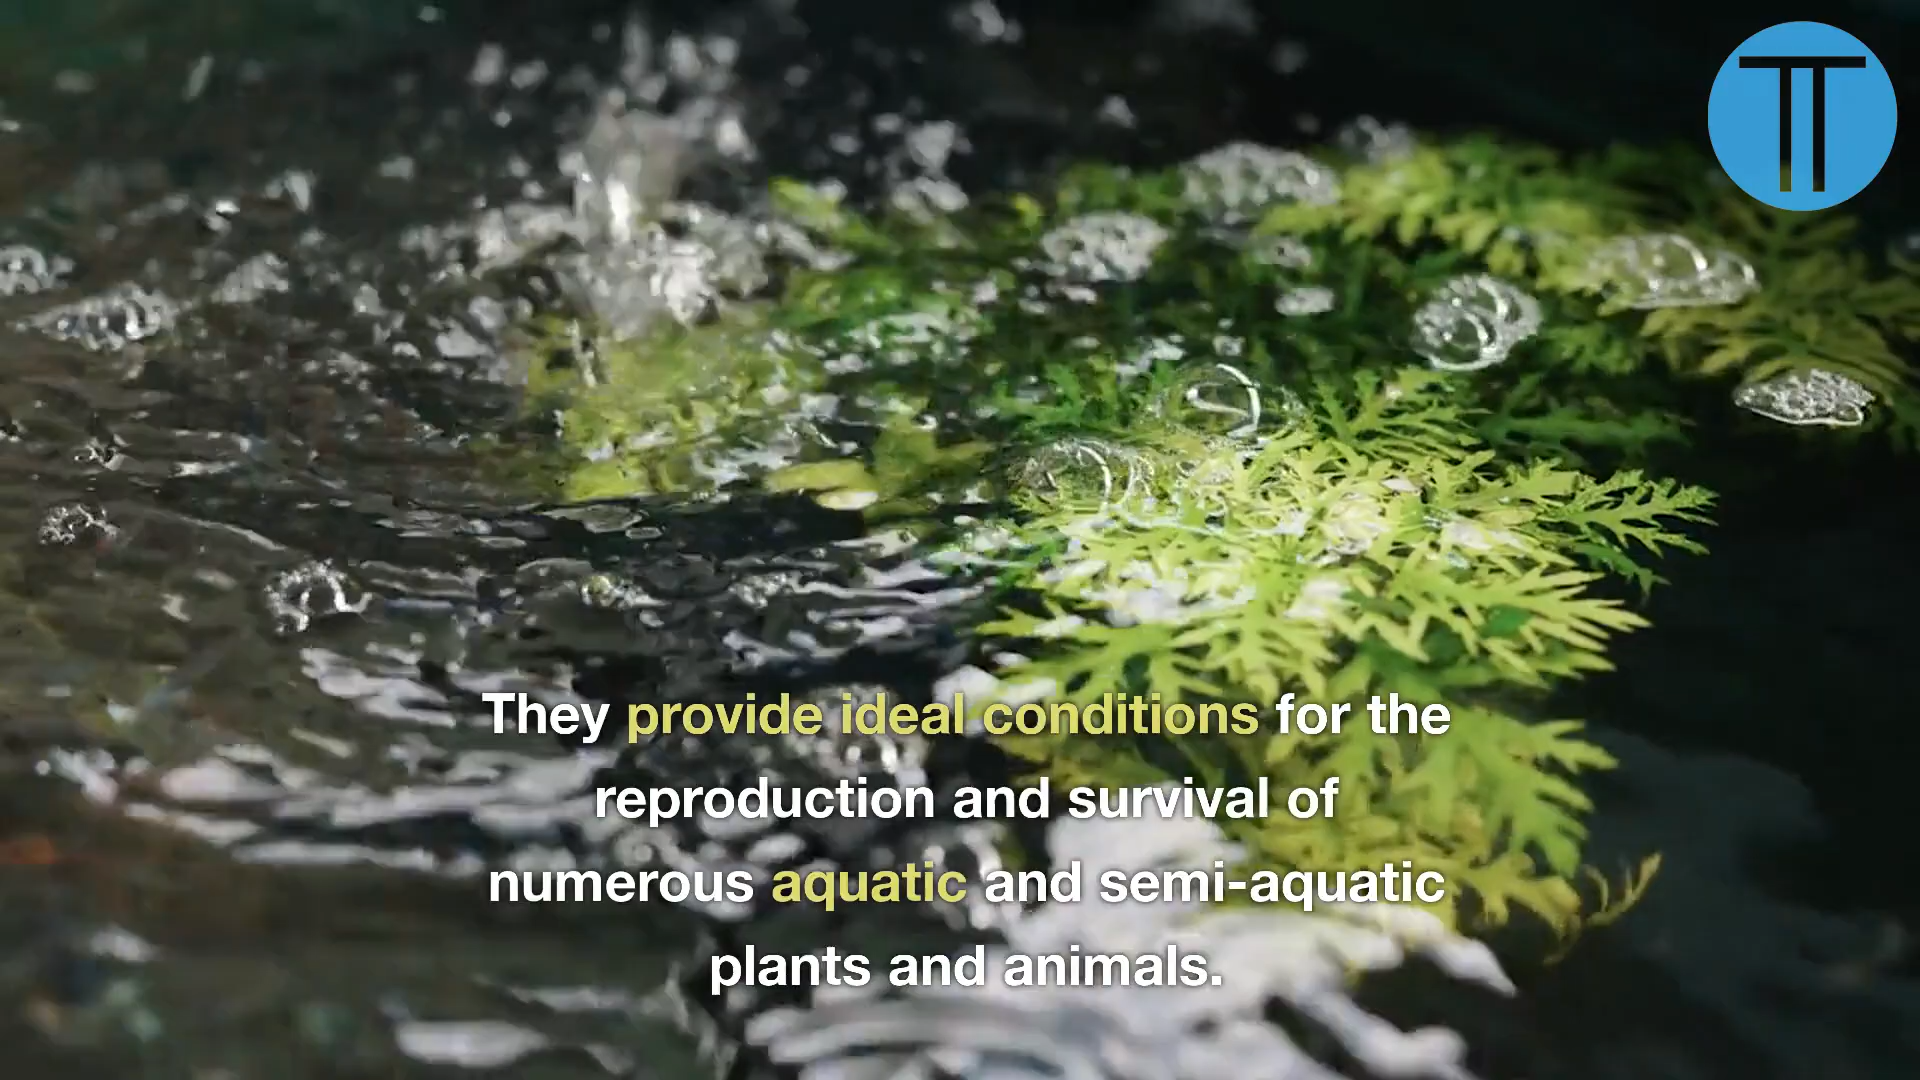 They provide ideal conditions for the
reproduction and survival of
numerous aquatic and semi-aquatic
plants and animals.